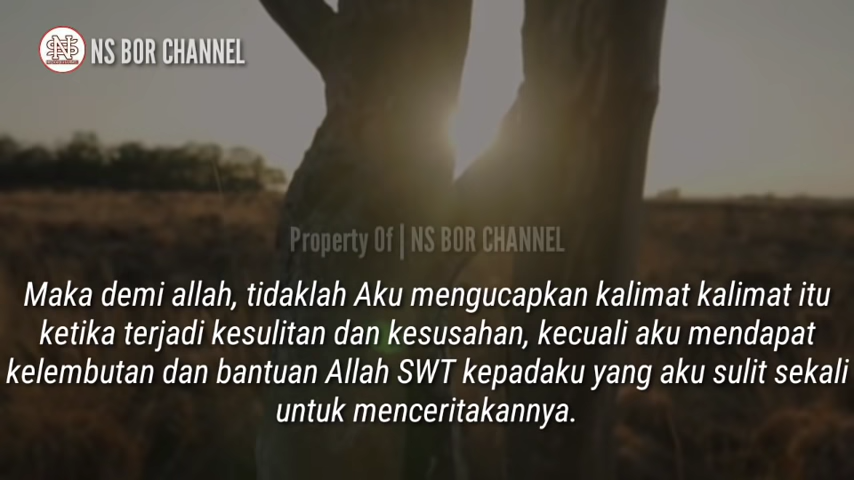 NS BOR CHANNEL
Property Of | NS BOR CHANNEL
Maka demi allah, tidaklah Aku mengucapkan kalimat kalimat itu
ketika terjadi kesulitan dan kesusahan, kecuali aku mendapat
kelembutan dan bantuan Allah SWT kepadaku yang aku sulit sekali
untuk menceritakannya.